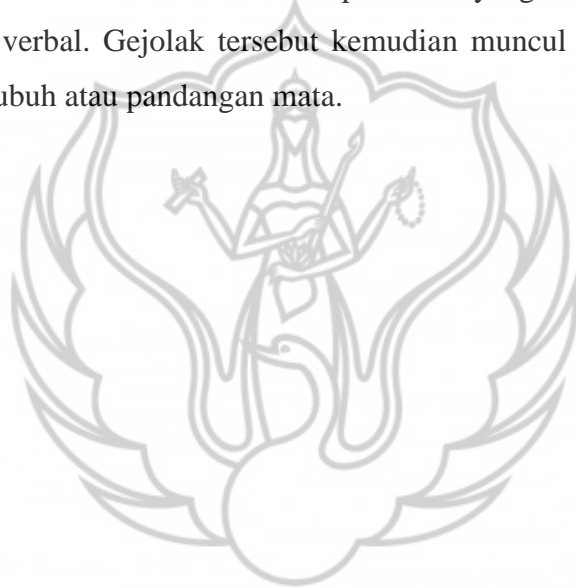 verbal. Gejolak tersebut kemudian muncul
ubuh atau pandangan mata.